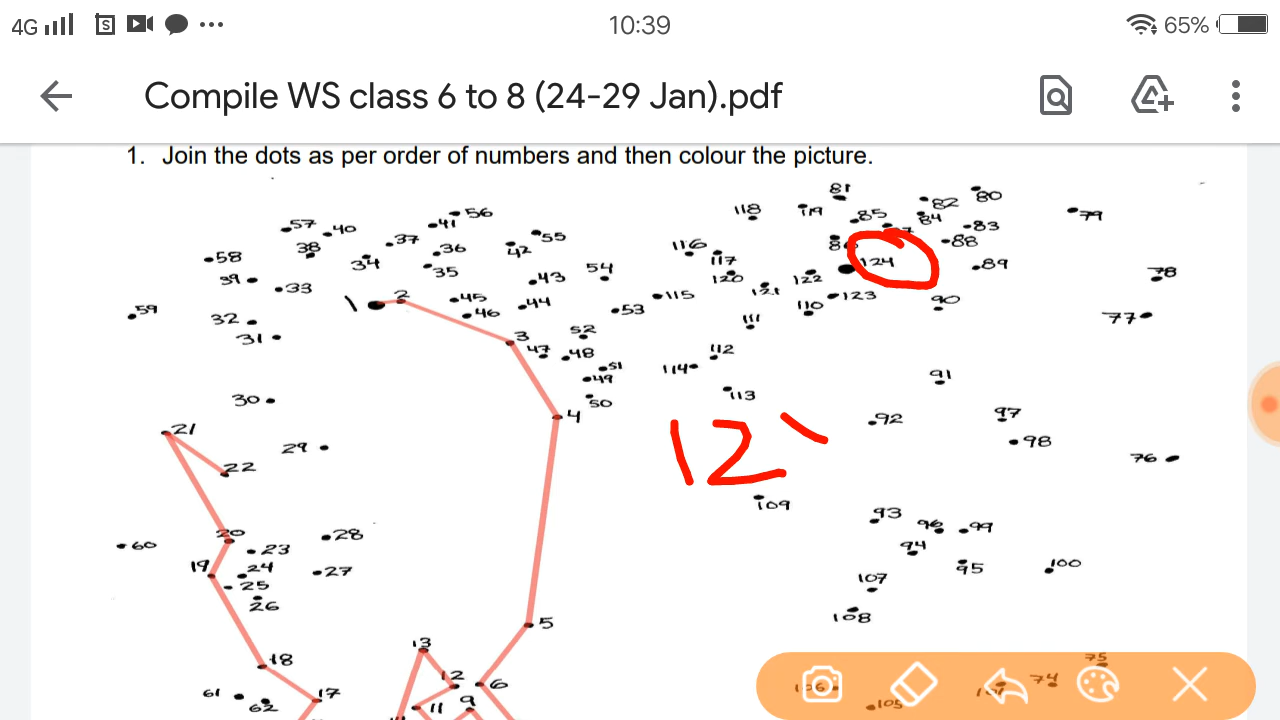 4G 10:39 65%
Compile WS class 6 to 8 (24-29 Jan).pdf
1. Join the dots as per order of numbers and then colour the picture.
81 82 80
118 119 85 84 79
57 40 41 56 83
38 37 36 42 55 116 88
58 34 35 117 124 89
39 33 43 54 120 121 122 78
1 2 45 44 115 123 90
59 32 46 53 110 77
31 3 47 48 52 111
51 114 112
49 91
30 50 113
4 92 97
21 29 12 98
22 76
109 93
20 28 96 99
60 23 94
19 24 27 95 100
25 107
26 108
5
18 13 75
61 62 17 12 6 106 74
11 9 105